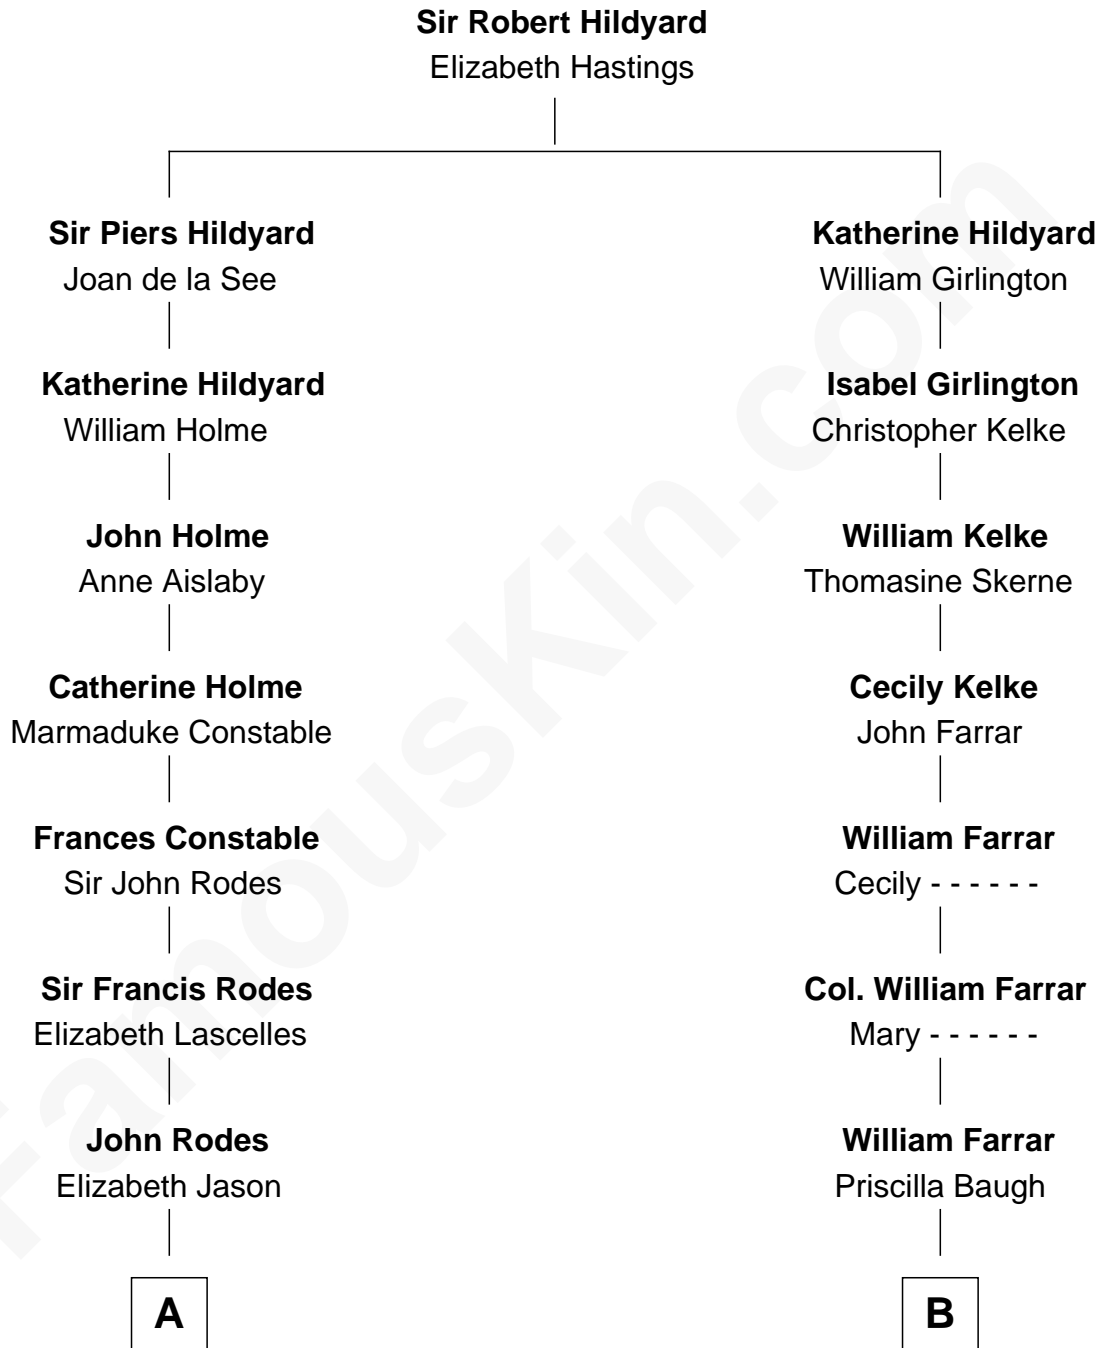 Sir Robert Hildyard
Elizabeth Hastings
Sir Piers Hildyard
Joan de la See
Katherine Hildyard
William Girlington
Katherine Hildyard
William Holme
Isabel Girlington
Christopher Kelke
John Holme
Anne Aislaby
William Kelke
Thomasine Skerne
Catherine Holme
Marmaduke Constable
Cecily Kelke
John Farrar
Frances Constable
Sir John Rodes
William Farrar
Cecily - - - - - -
Sir Francis Rodes
Elizabeth Lascelles
Col. William Farrar
Mary - - - - - -
John Rodes
Elizabeth Jason
William Farrar
Priscilla Baugh
A
B
FamousKin.com